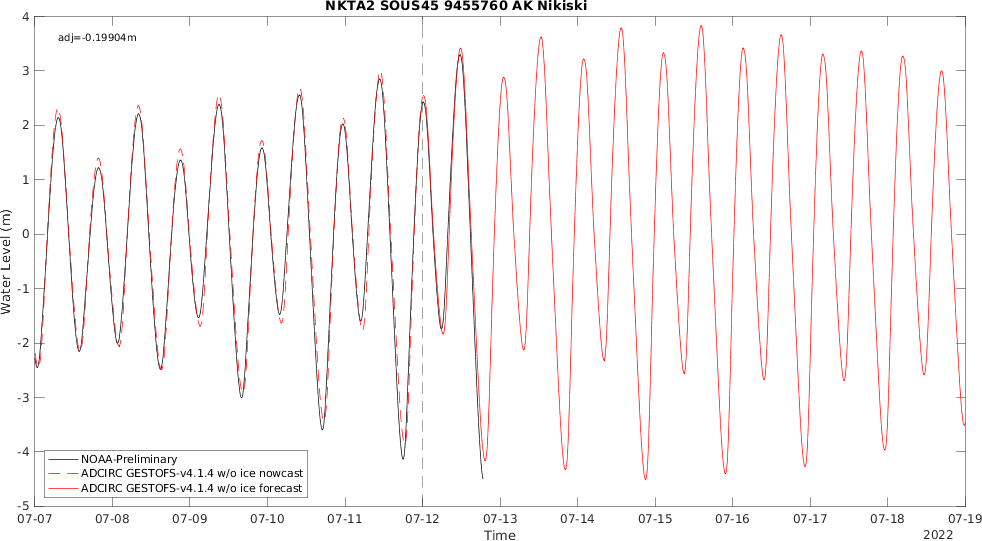 NKTA2 SOUS45 9455760 AK Nikiski
adj=-0.19904m
Water Level (m)
4
3
2
1
0
-1
-2
-3
-4
-5
NOAA-Preliminary
ADCIRC GESTOFS-v4.1.4 w/o ice nowcast
ADCIRC GESTOFS-v4.1.4 w/o ice forecast
07-07 07-08 07-09 07-10 07-11 07-12 07-13 07-14 07-15 07-16 07-17 07-18 07-19
Time
2022